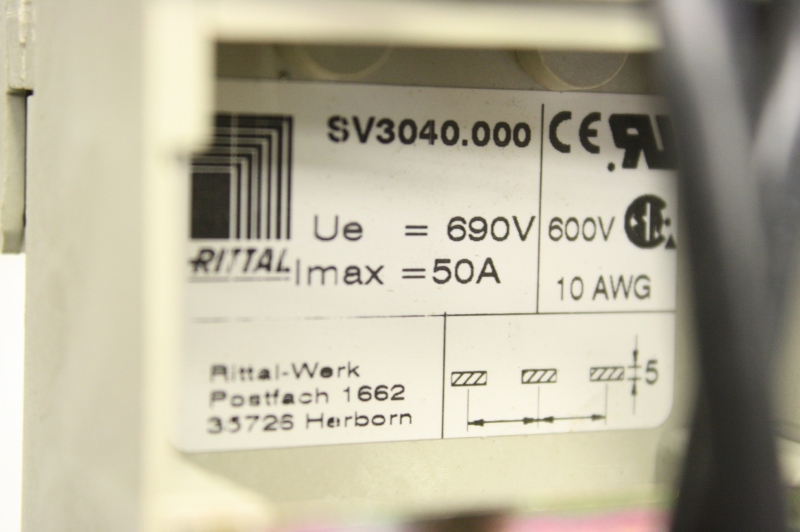 SV3040.000
RITTAL
Ue = 690V
Imax =50A
CE
600V
10 AWG
Rittal-Werk
Postfach 1662
35726 Herborn
5